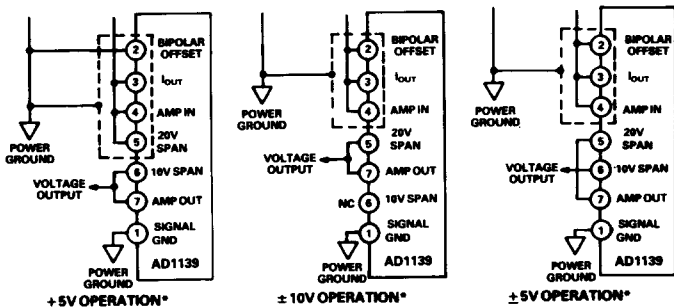 2 BIPOLAR OFFSET
3 IOUT
4 AMP IN
5 20V SPAN
POWER GROUND
6 10V SPAN
VOLTAGE OUTPUT
7 AMP OUT
1 SIGNAL GND
POWER GROUND
AD1139
+5V OPERATION*
2 BIPOLAR OFFSET
3 IOUT
4 AMP IN
POWER GROUND
5 20V SPAN
VOLTAGE OUTPUT
7 AMP OUT
NC 6 10V SPAN
1 SIGNAL GND
POWER GROUND
AD1139
±10V OPERATION*
2 BIPOLAR OFFSET
3 IOUT
4 AMP IN
POWER GROUND
5 20V SPAN
VOLTAGE OUTPUT
6 10V SPAN
7 AMP OUT
1 SIGNAL GND
POWER GROUND
AD1139
±5V OPERATION*